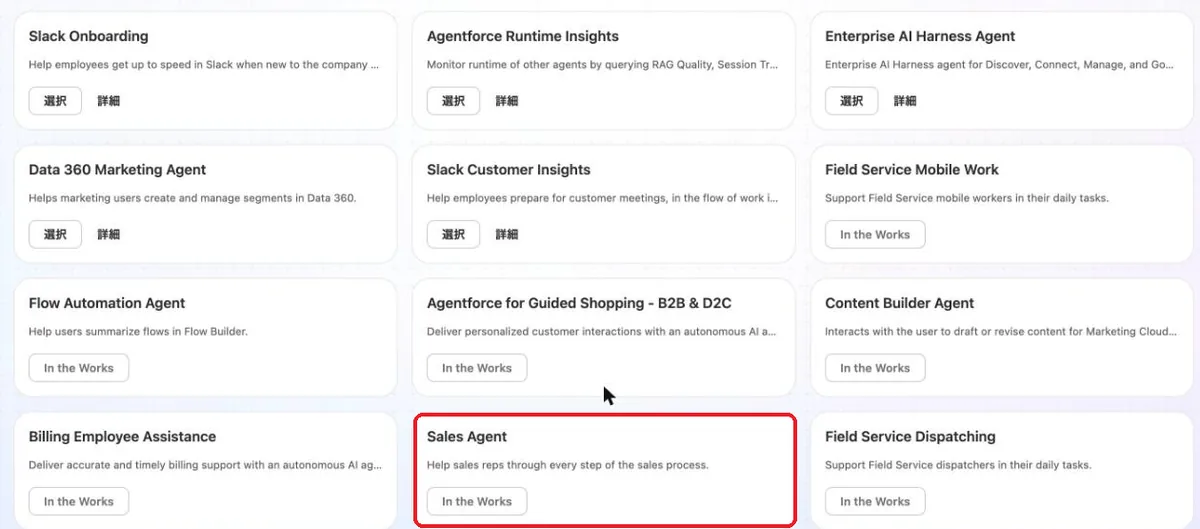 Slack Onboarding
Help employees get up to speed in Slack when new to the company ...
選択 詳細
Agentforce Runtime Insights
Monitor runtime of other agents by querying RAG Quality, Session Tr...
選択 詳細
Enterprise AI Harness Agent
Enterprise AI Harness agent for Discover, Connect, Manage, and Go...
選択 詳細
Data 360 Marketing Agent
Helps marketing users create and manage segments in Data 360.
選択 詳細
Slack Customer Insights
Help employees prepare for customer meetings, in the flow of work i...
選択 詳細
Field Service Mobile Work
Support Field Service mobile workers in their daily tasks.
In the Works
Flow Automation Agent
Help users summarize flows in Flow Builder.
In the Works
Agentforce for Guided Shopping - B2B & D2C
Deliver personalized customer interactions with an autonomous AI a...
In the Works
Content Builder Agent
Interacts with the user to draft or revise content for Marketing Cloud...
In the Works
Billing Employee Assistance
Deliver accurate and timely billing support with an autonomous AI ag...
In the Works
Sales Agent
Help sales reps through every step of the sales process.
In the Works
Field Service Dispatching
Support Field Service dispatchers in their daily tasks.
In the Works